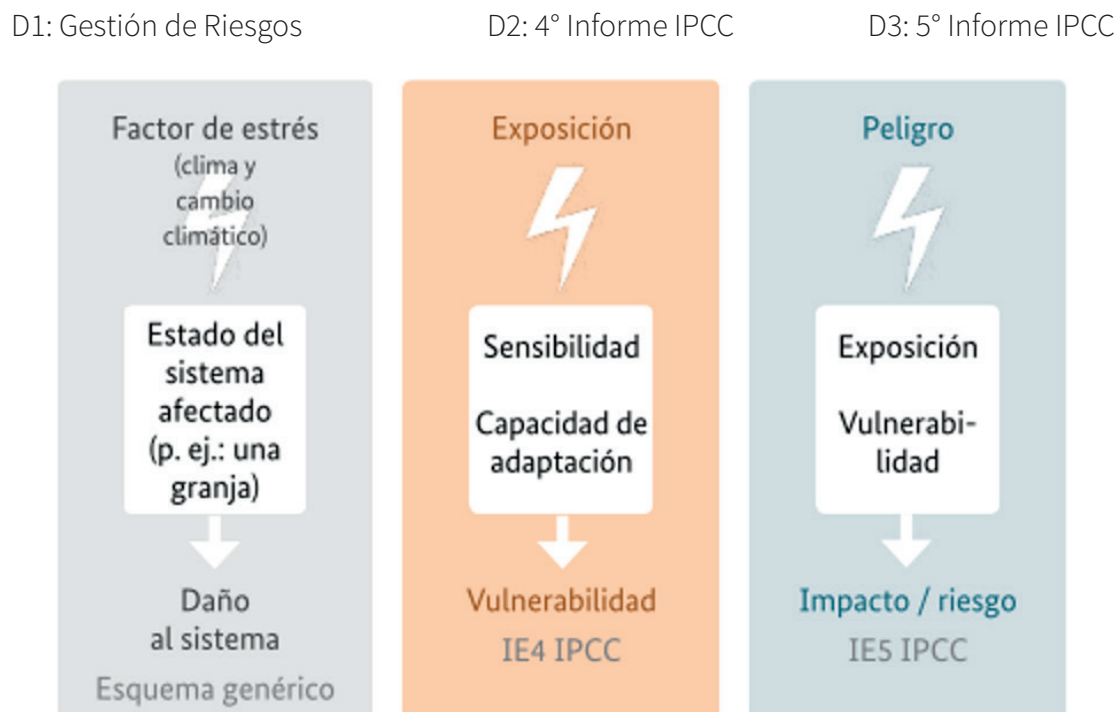 D1: Gestión de Riesgos
D2: 4° Informe IPCC
D3: 5° Informe IPCC
Factor de estrés
(clima y
cambio
climático)
Estado del
sistema
afectado
(p. ej.: una
granja)
Daño
al sistema
Esquema genérico
Exposición
Sensibilidad
Capacidad de
adaptación
Vulnerabilidad
IE4 IPCC
Peligro
Exposición
Vulnerabi-
lidad
Impacto / riesgo
IE5 IPCC